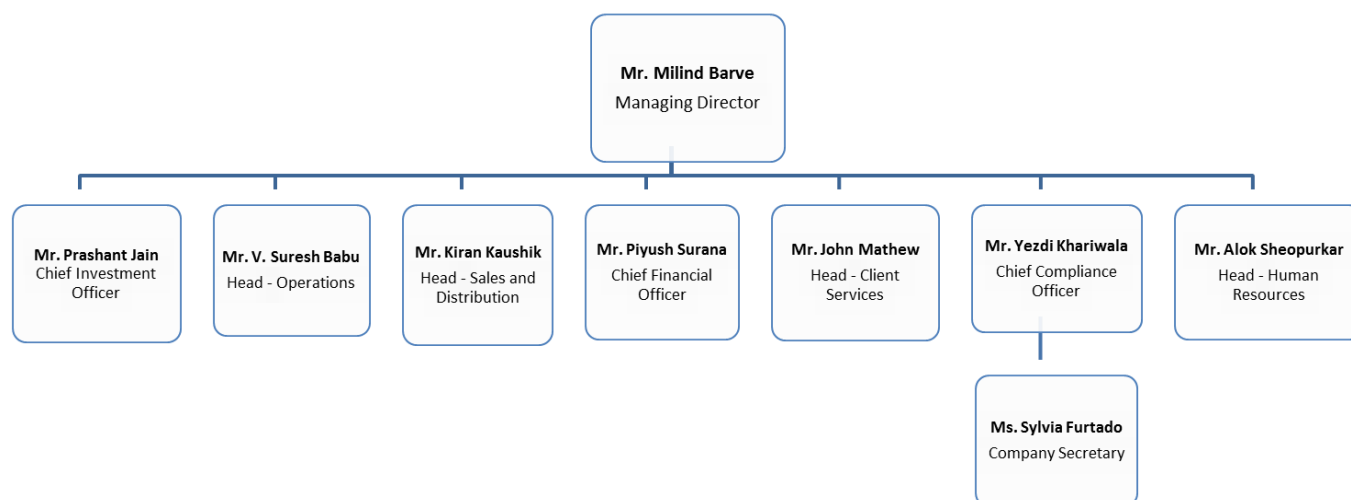 Mr. Milind Barve
Managing Director
Mr. Prashant Jain
Chief Investment
Officer
Mr. V. Suresh Babu
Head - Operations
Mr. Kiran Kaushik
Head - Sales and
Distribution
Mr. Piyush Surana
Chief Financial
Officer
Mr. John Mathew
Head - Client
Services
Mr. Yezdi Khariwala
Chief Compliance
Officer
Mr. Alok Sheopurkar
Head - Human
Resources
Ms. Sylvia Furtado
Company Secretary